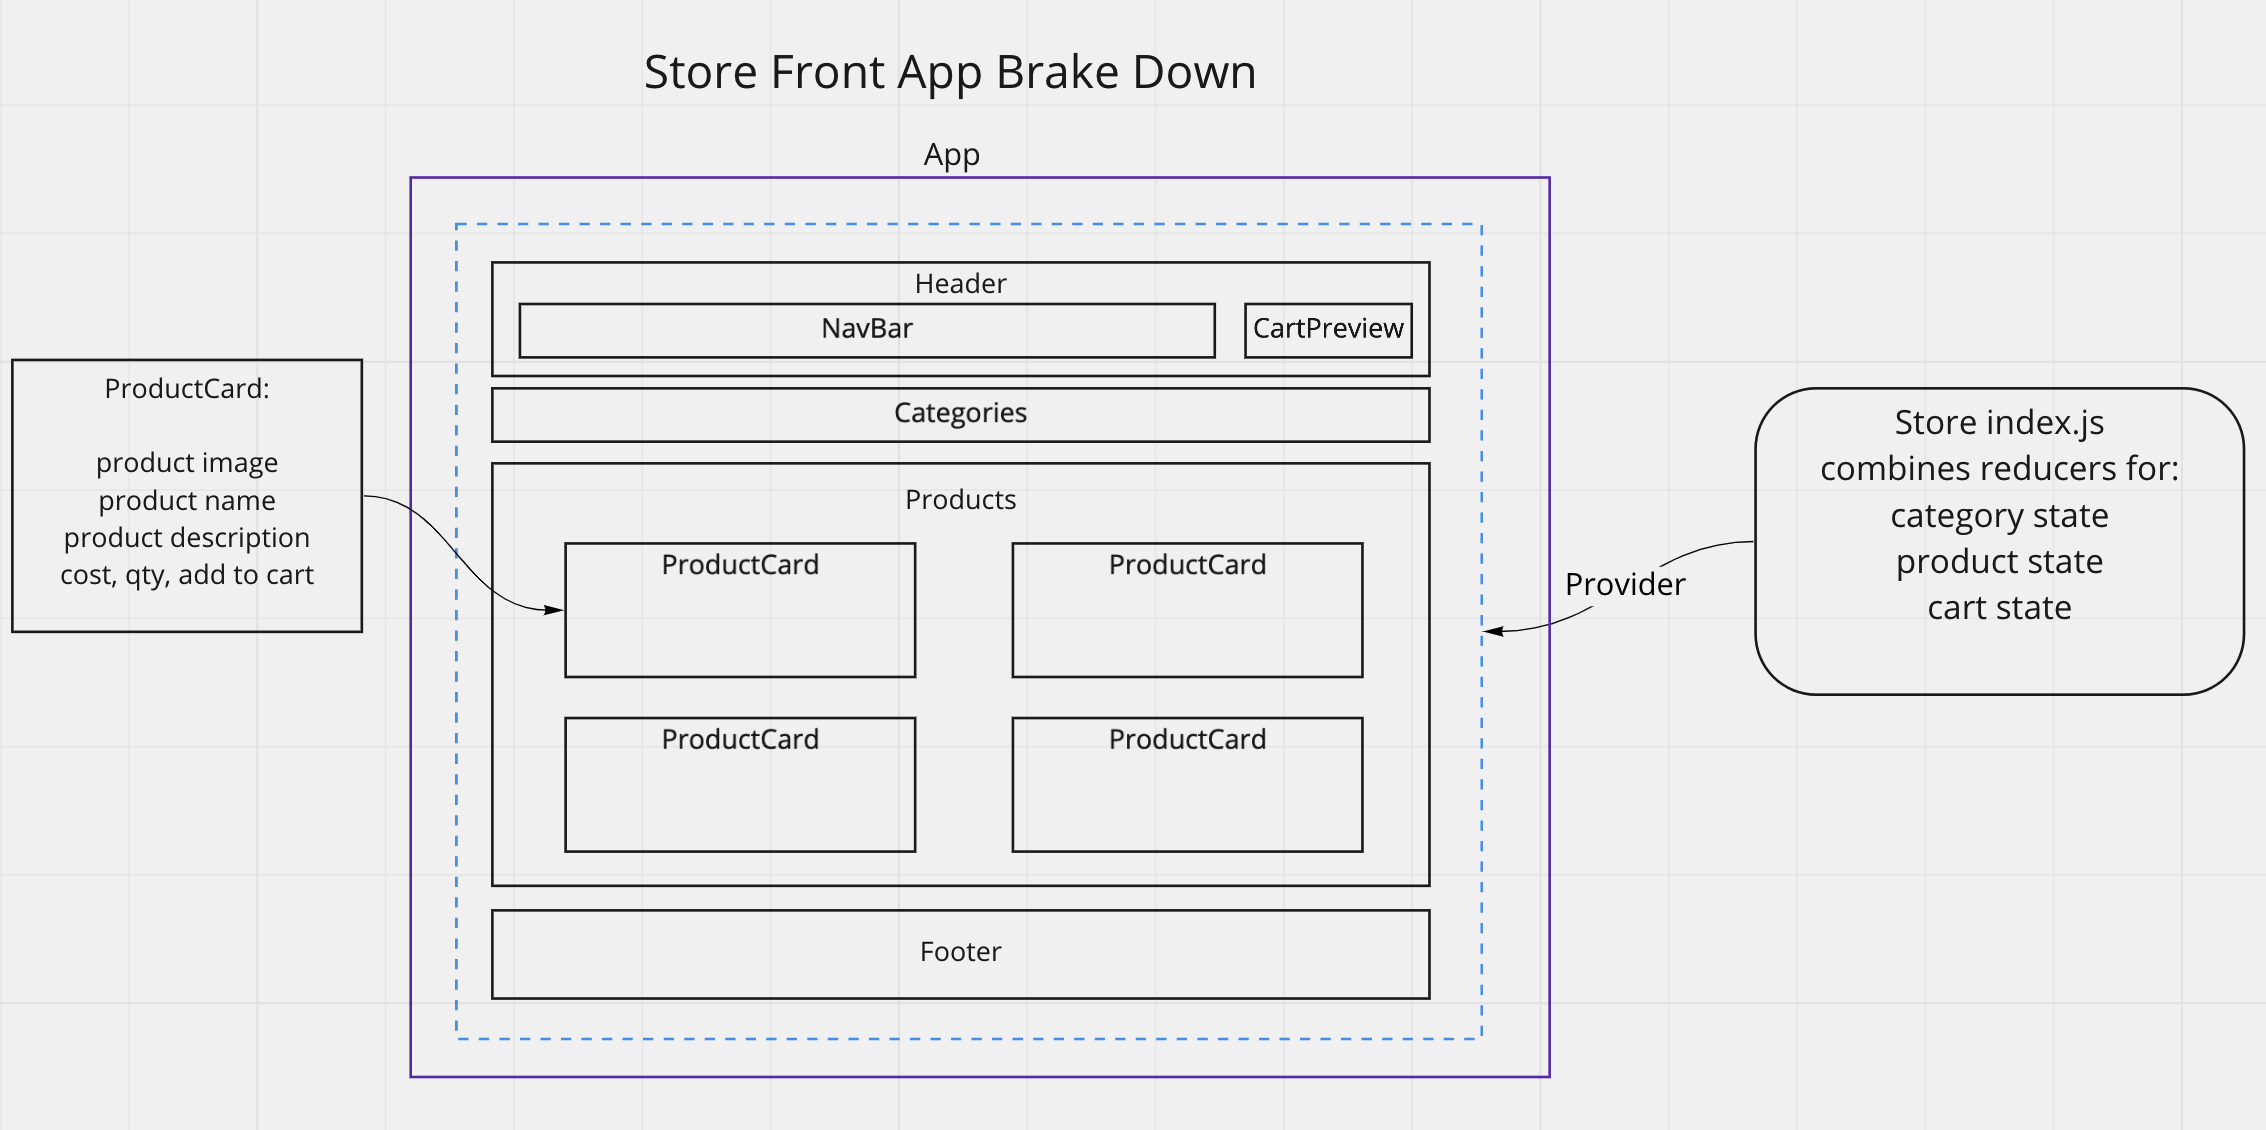 Store Front App Brake Down
App
Header
NavBar
CartPreview
Categories
ProductCard:
product image
product name
product description
cost, qty, add to cart
Products
ProductCard
ProductCard
ProductCard
ProductCard
Footer
Provider
Store index.js
combines reducers for:
category state
product state
cart state